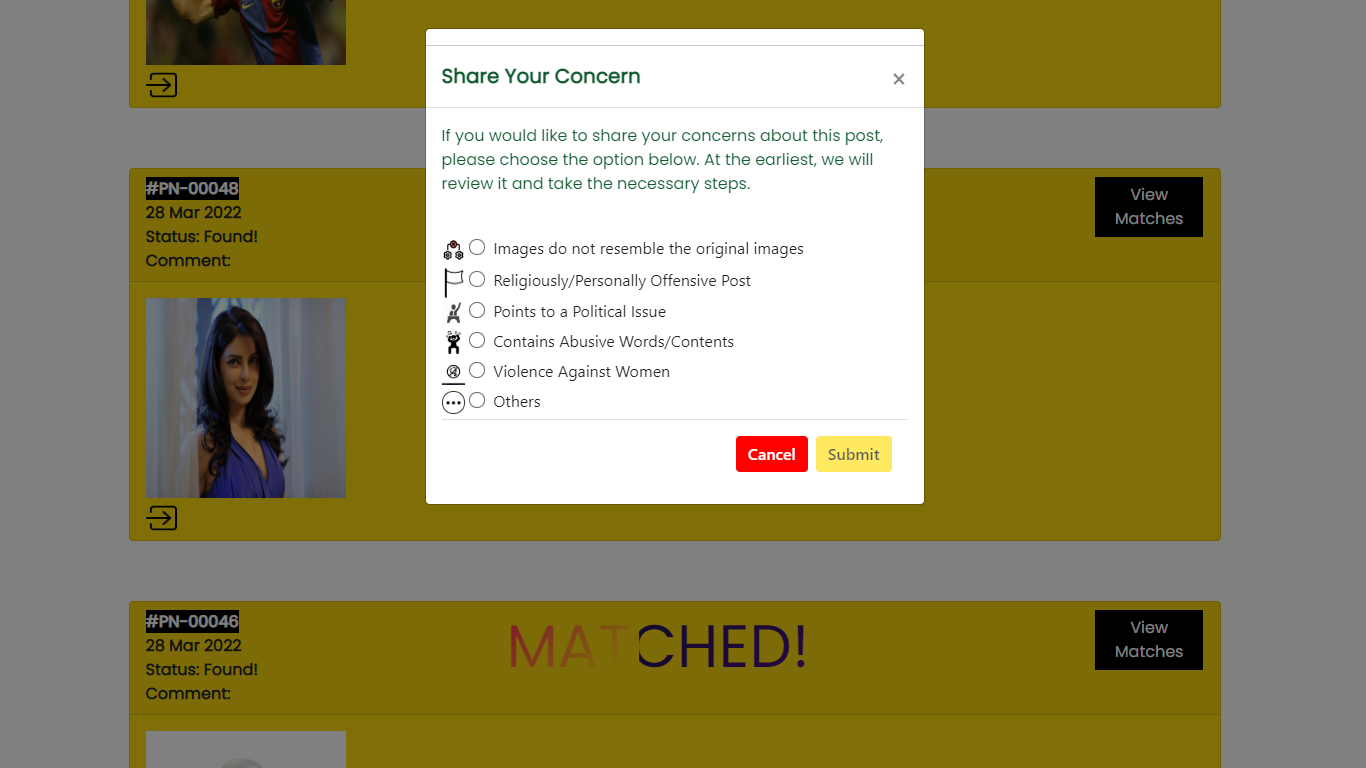 Share Your Concern
×
If you would like to share your concerns about this post,
please choose the option below. At the earliest, we will
review it and take the necessary steps.
Images do not resemble the original images
Religiously/Personally Offensive Post
Points to a Political Issue
Contains Abusive Words/Contents
Violence Against Women
Others
Cancel
Submit
#PN-00048
28 Mar 2022
Status: Found!
Comment:
View
Matches
#PN-00046
28 Mar 2022
Status: Found!
Comment:
MATCHED!
View
Matches